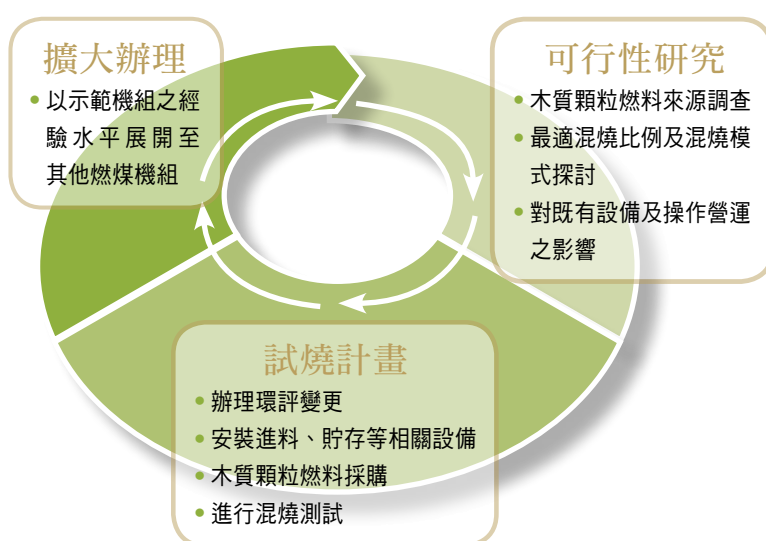 擴大辦理
• 以示範機組之經
驗水平展開至
其他燃煤機組
可行性研究
• 木質顆粒燃料來源調查
• 最適混燒比例及混燒模
式探討
• 對既有設備及操作營運
之影響
試燒計畫
• 辦理環評變更
• 安裝進料、貯存等相關設備
• 木質顆粒燃料採購
• 進行混燒測試